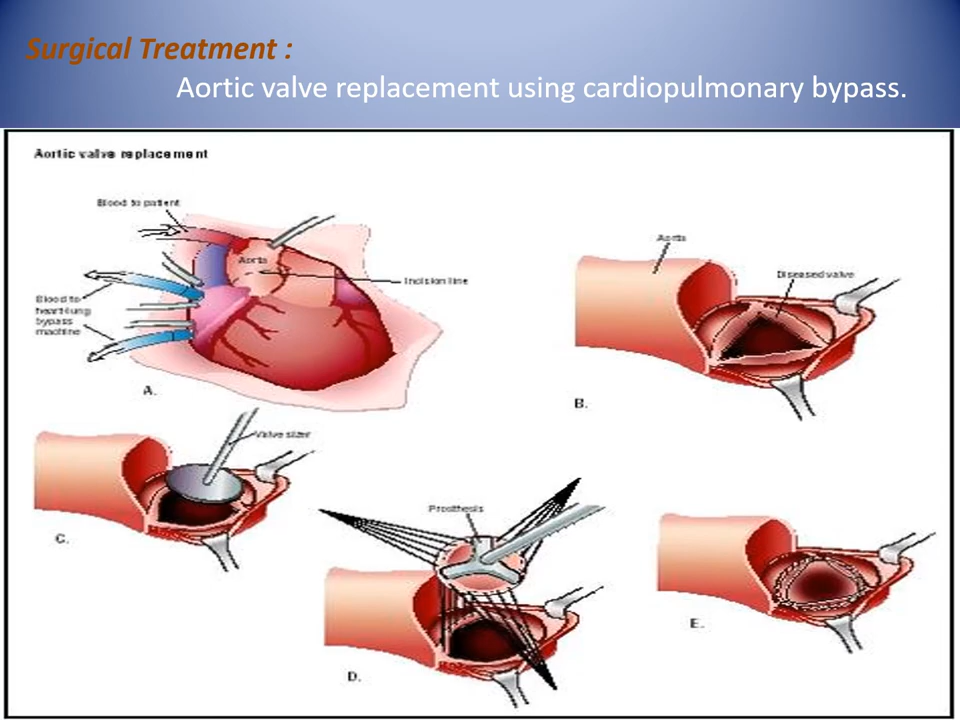 Surgical Treatment :
Aortic valve replacement using cardiopulmonary bypass.
Aortic valve replacement
Blood to patient
Aorta
Incision line
Blood to
heart-lung
bypass
machine
A.
Aorta
Diseased valve
B.
Valve sizer
C.
Prosthesis
D.
E.